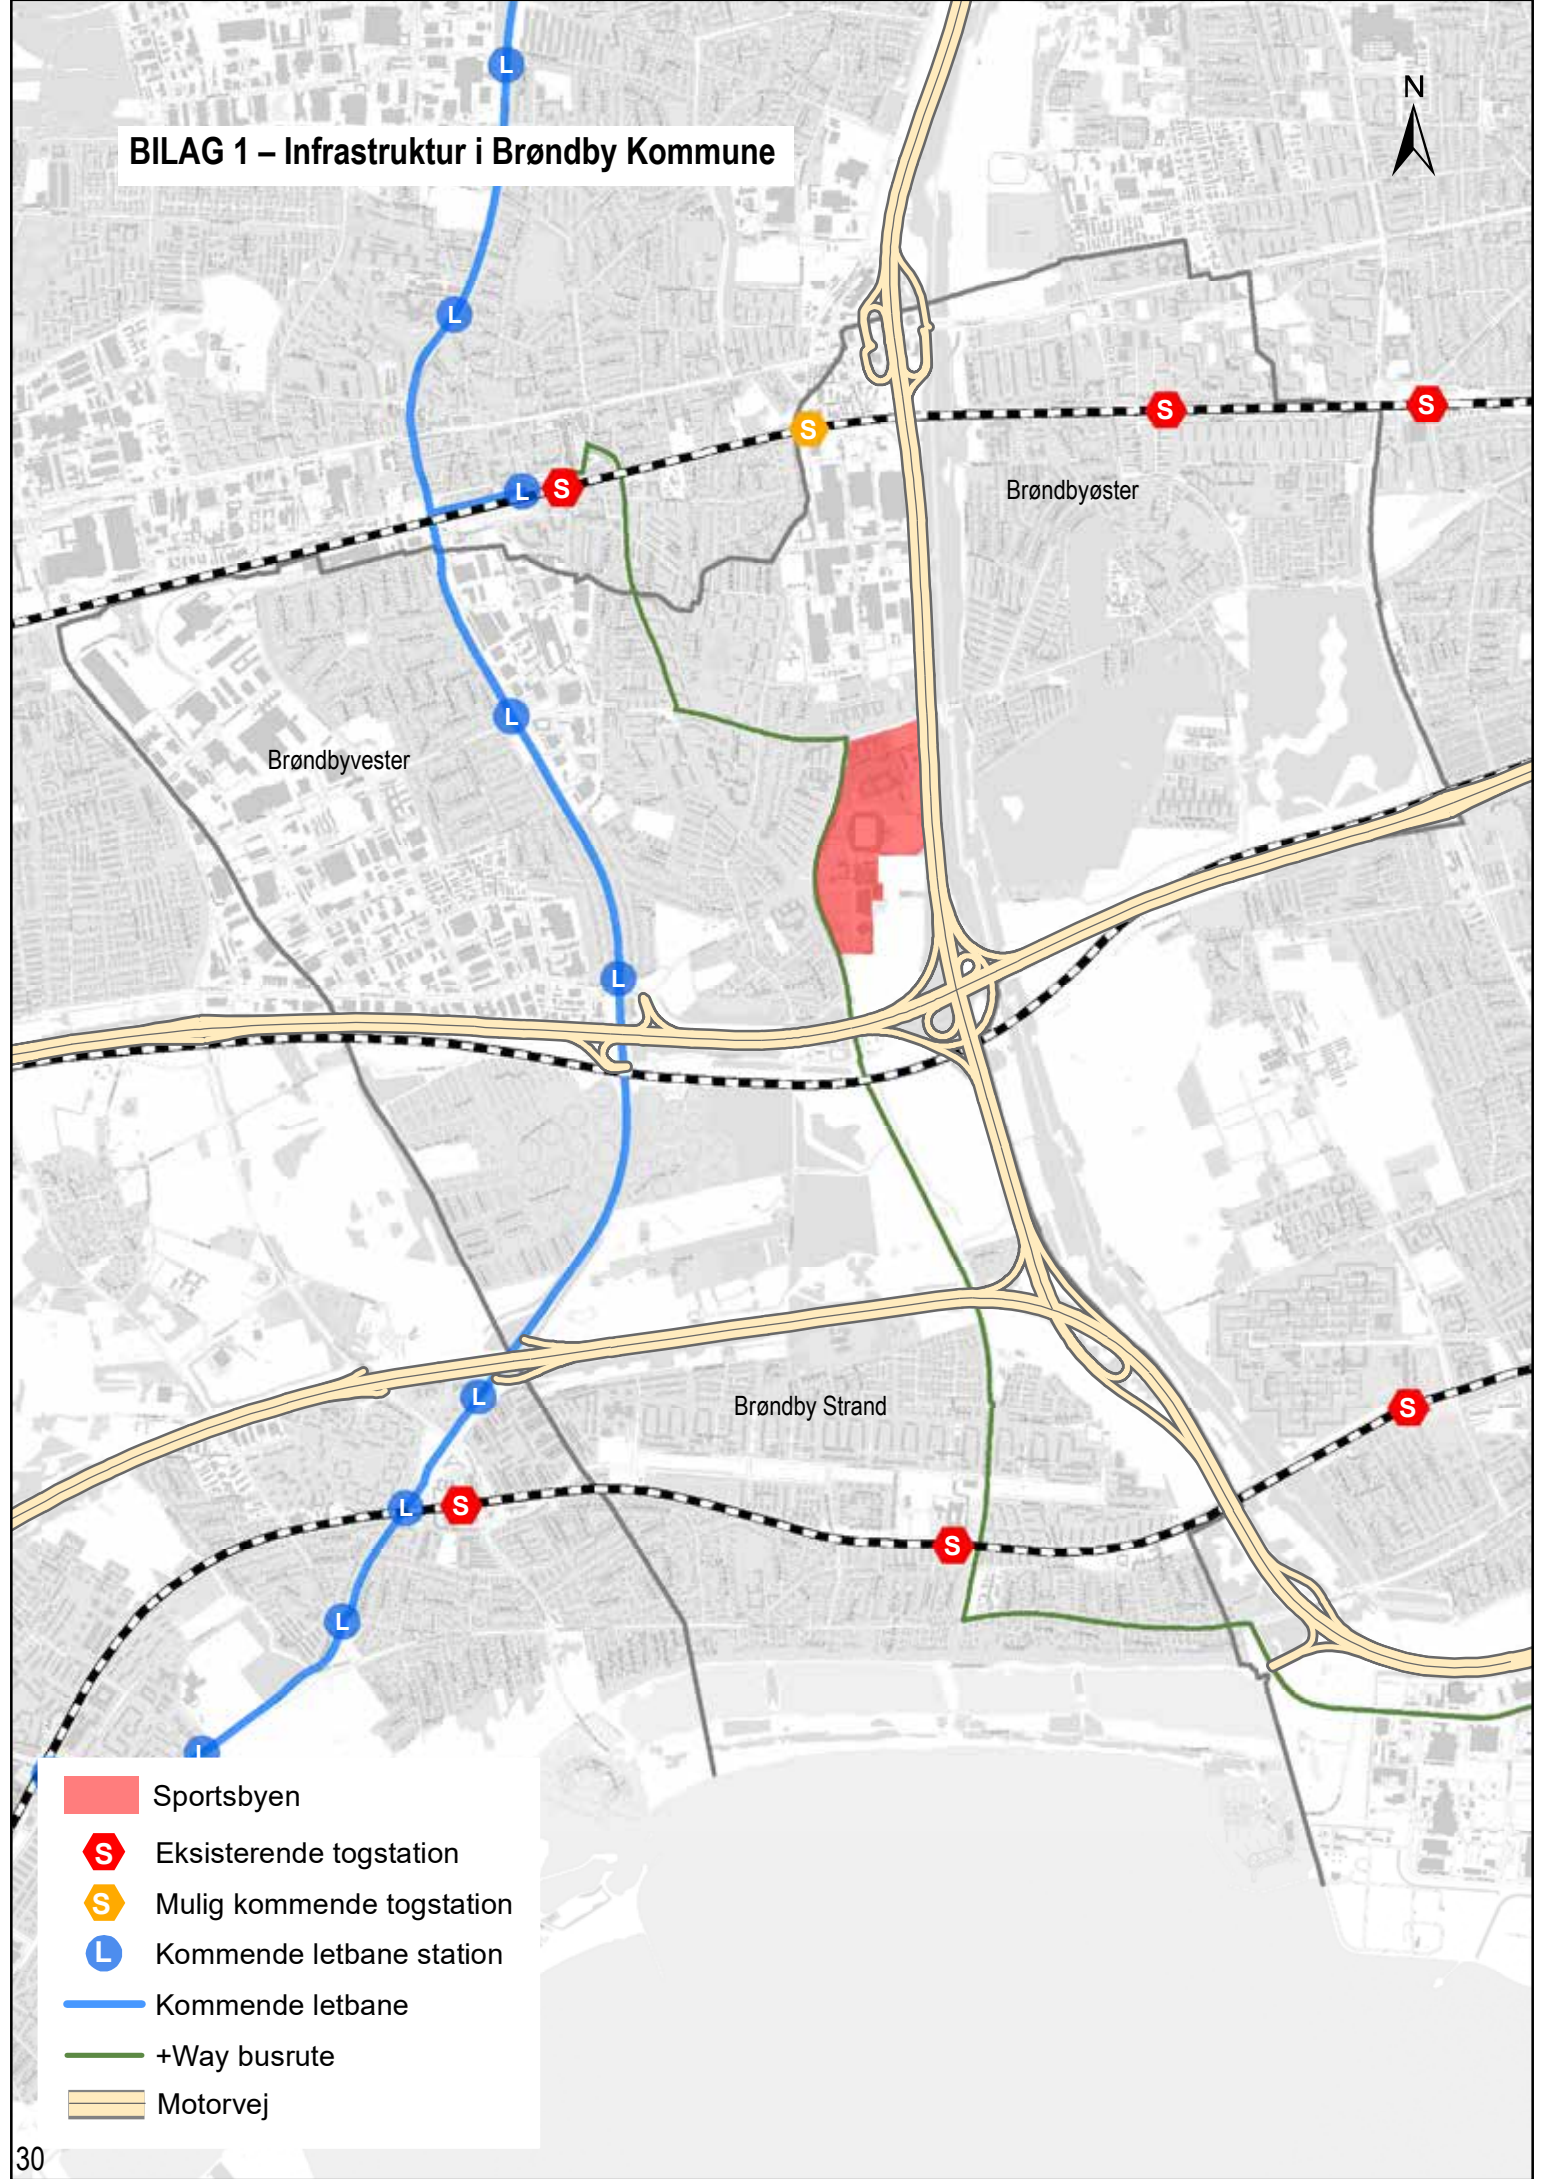 N
L
BILAG 1 – Infrastruktur i Brøndby Kommune
L
S
S
S
L
S
Brøndbyøster
L
Brøndbyvester
L
L
Brøndby Strand
S
L
S
S
L
L
Sportsbyen
S Eksisterende togstation
S Mulig kommende togstation
L Kommende letbane station
Kommende letbane
+Way busrute
Motorvej
30